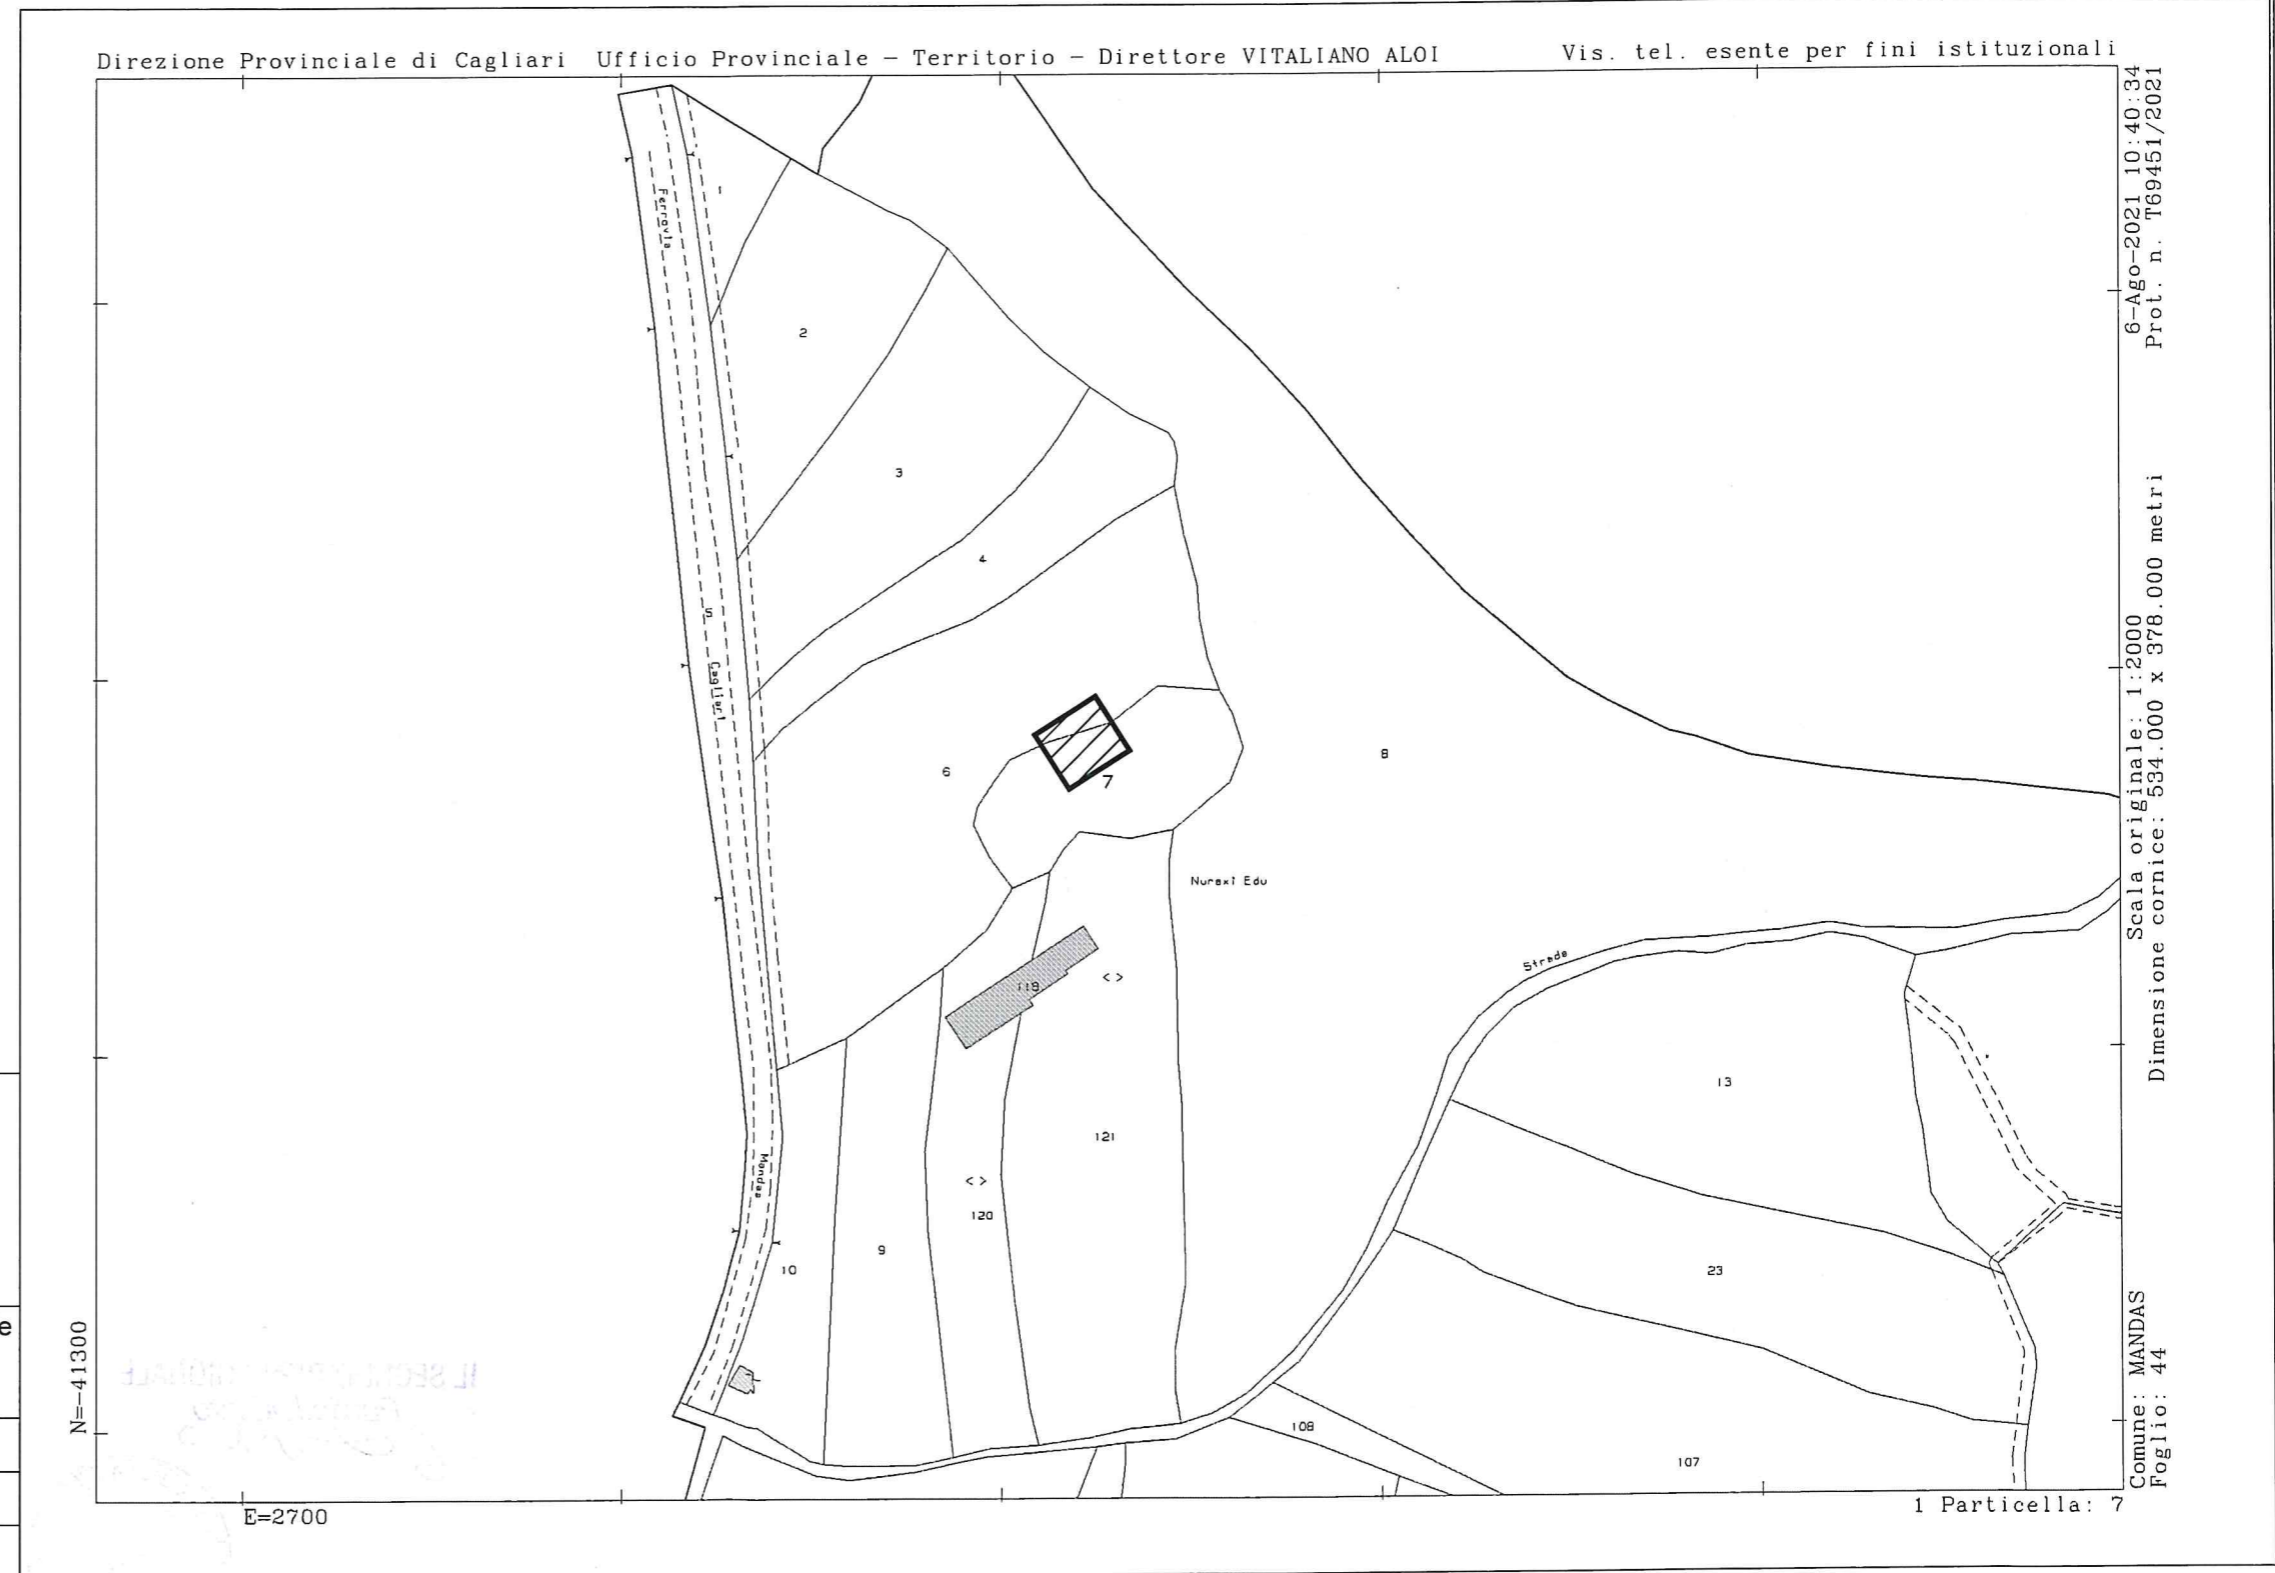 Direzione Provinciale di Cagliari Ufficio Provinciale – Territorio – Direttore VITALIANO ALOI
Vis. tel. esente per fini istituzionali
6-Ago-2021 10:40:34
Prot. n. T69451/2021
Scala originale: 1:2000
Dimensione cornice: 534.000 x 378.000 metri
Comune: MANDAS
Foglio: 44
1 Particella: 7
N=-41300
E=2700
Ferrovia
Cagliari
Mandas
1
2
3
4
5
6
7
8
Nuraxi Edu
Strada
119
121
120
9
10
13
23
108
107
e